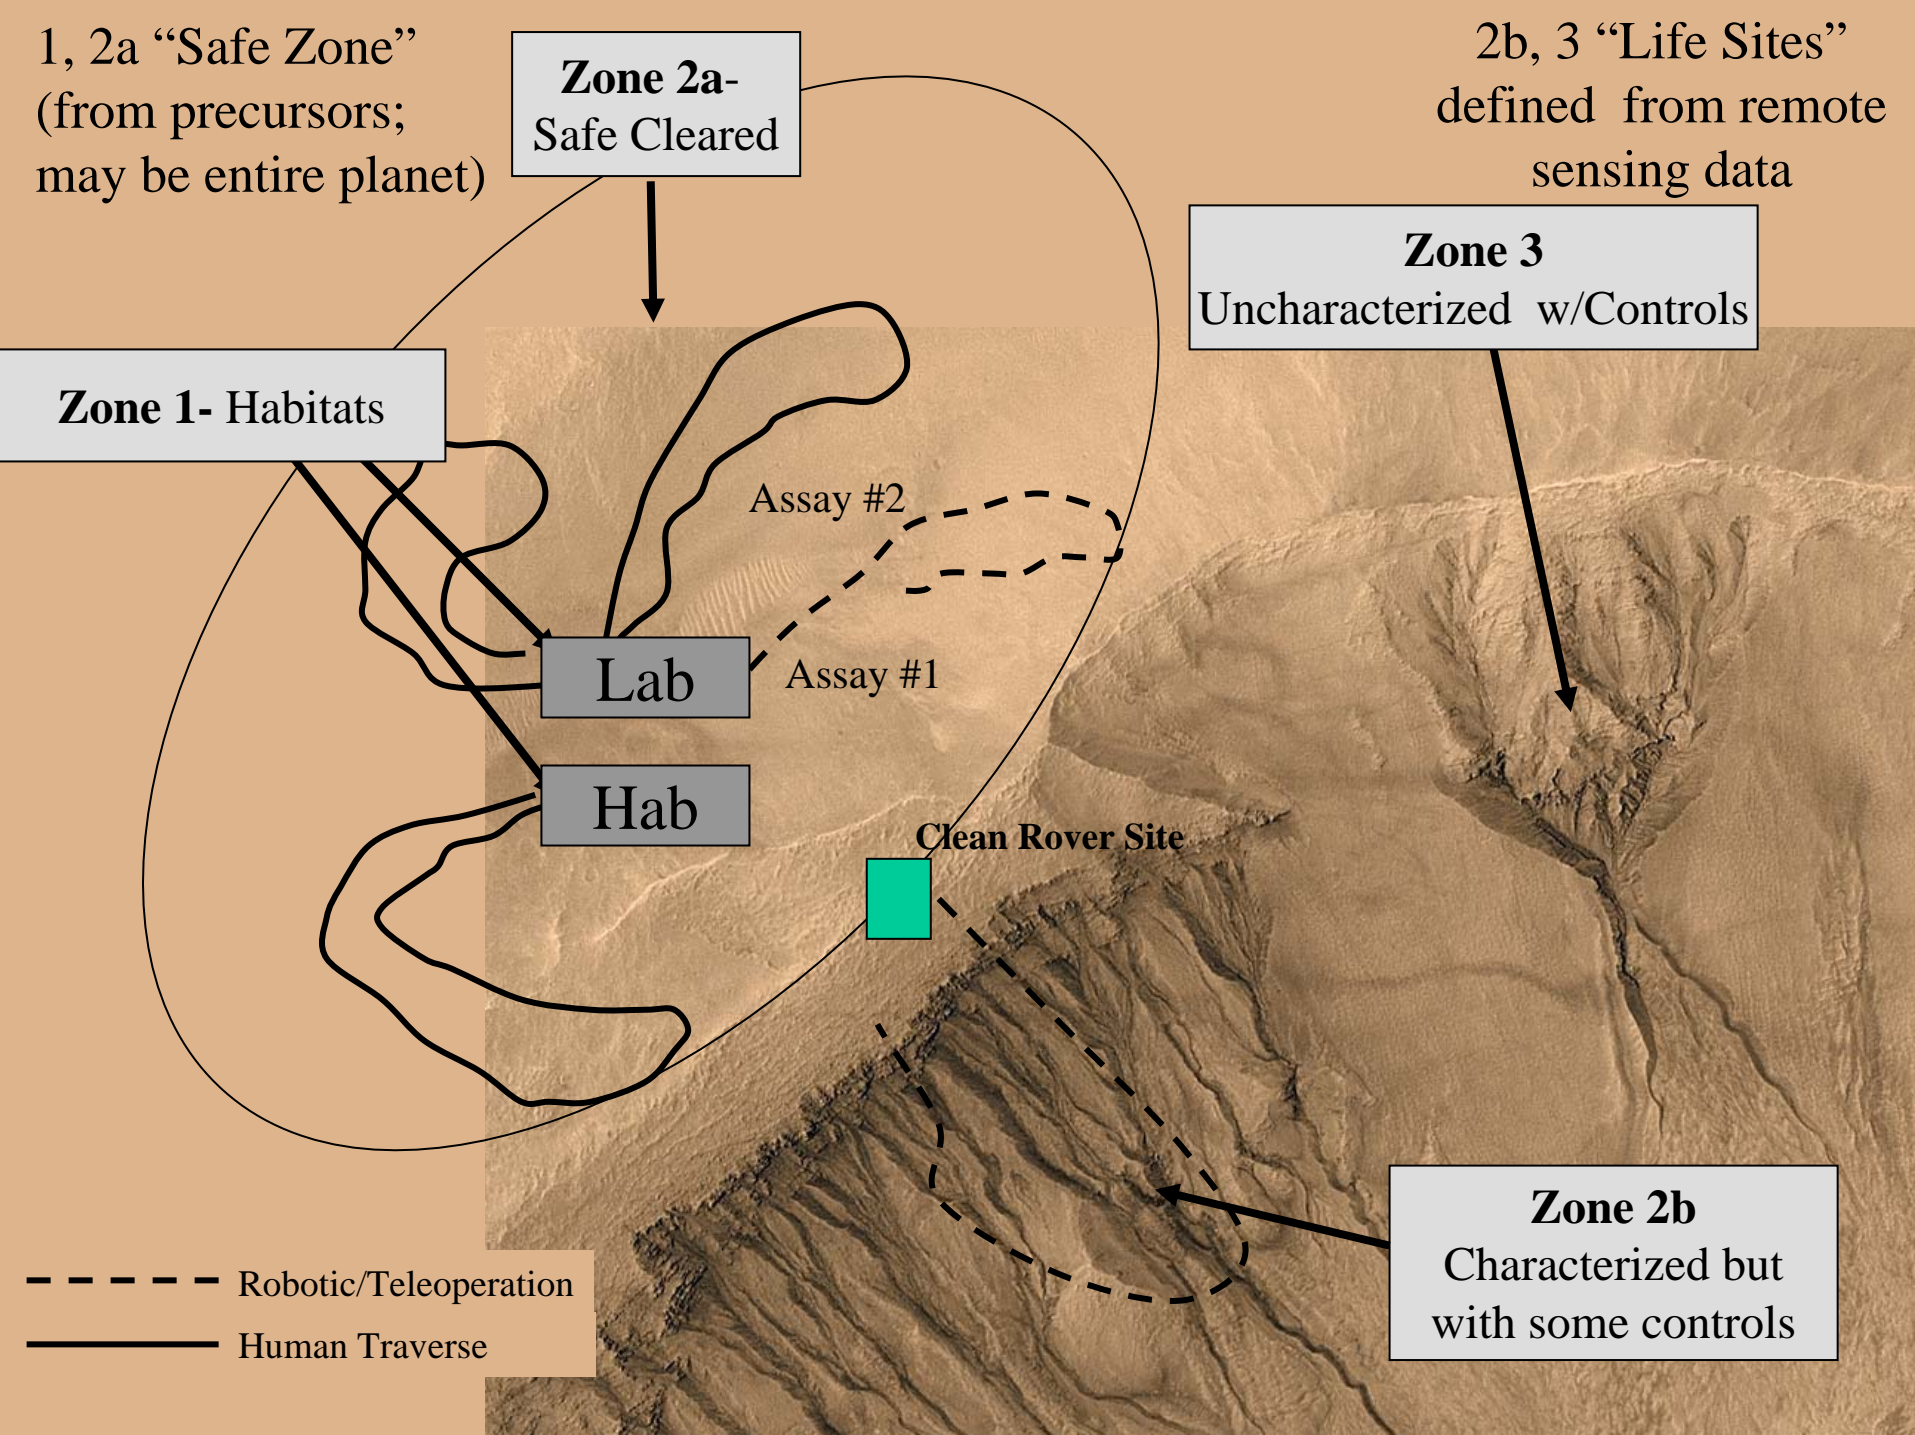 1, 2a “Safe Zone”
(from precursors;
may be entire planet)
Zone 2a-
Safe Cleared
2b, 3 “Life Sites”
defined from remote
sensing data
Zone 3
Uncharacterized w/Controls
Zone 1- Habitats
Assay #2
Assay #1
Lab
Hab
Clean Rover Site
Zone 2b
Characterized but
with some controls
Robotic/Teleoperation
Human Traverse